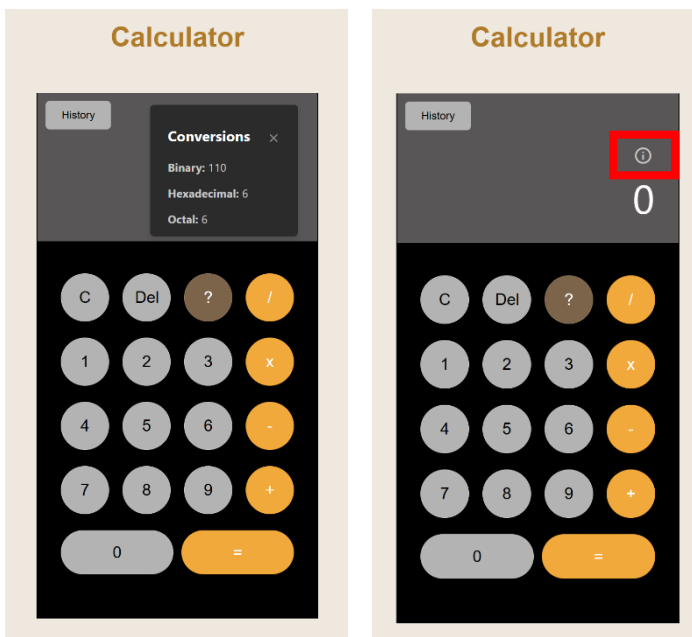 Calculator
History
Conversions ×
Binary: 110
Hexadecimal: 6
Octal: 6
C Del ? /
1 2 3 x
4 5 6 -
7 8 9 +
0 =
Calculator
History
0
C Del ? /
1 2 3 x
4 5 6 -
7 8 9 +
0 =